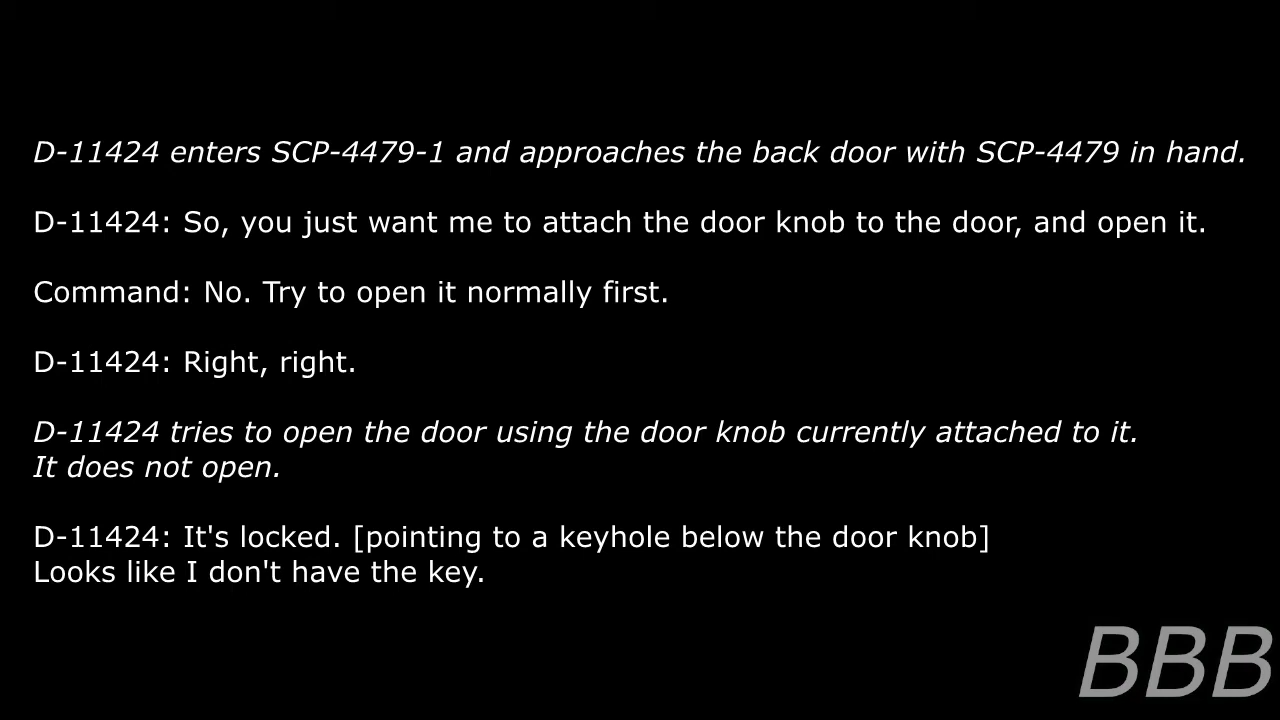 D-11424 enters SCP-4479-1 and approaches the back door with SCP-4479 in hand.
D-11424: So, you just want me to attach the door knob to the door, and open it.
Command: No. Try to open it normally first.
D-11424: Right, right.
D-11424 tries to open the door using the door knob currently attached to it.
It does not open.
D-11424: It's locked. [pointing to a keyhole below the door knob]
Looks like I don't have the key.
BBB